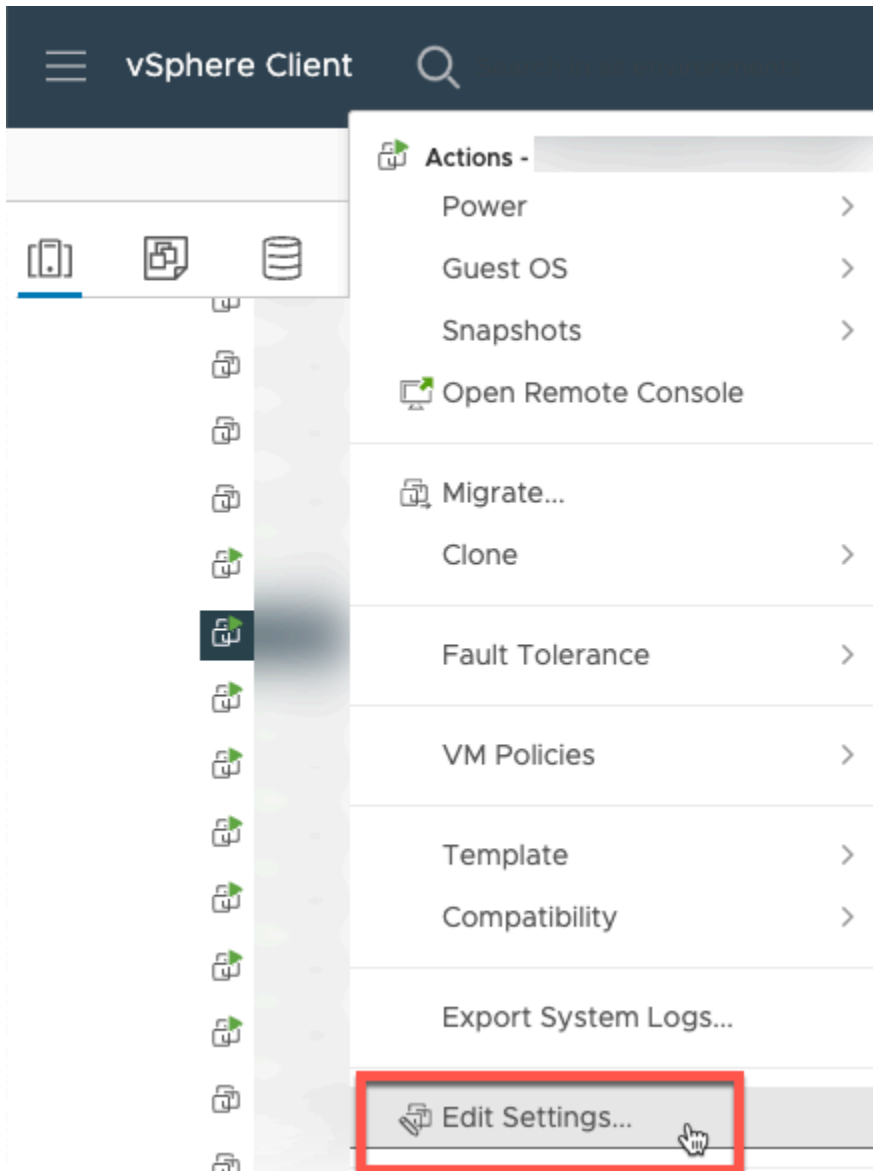 vSphere Client
Actions -
Power
Guest OS
Snapshots
Open Remote Console
Migrate...
Clone
Fault Tolerance
VM Policies
Template
Compatibility
Export System Logs...
Edit Settings...